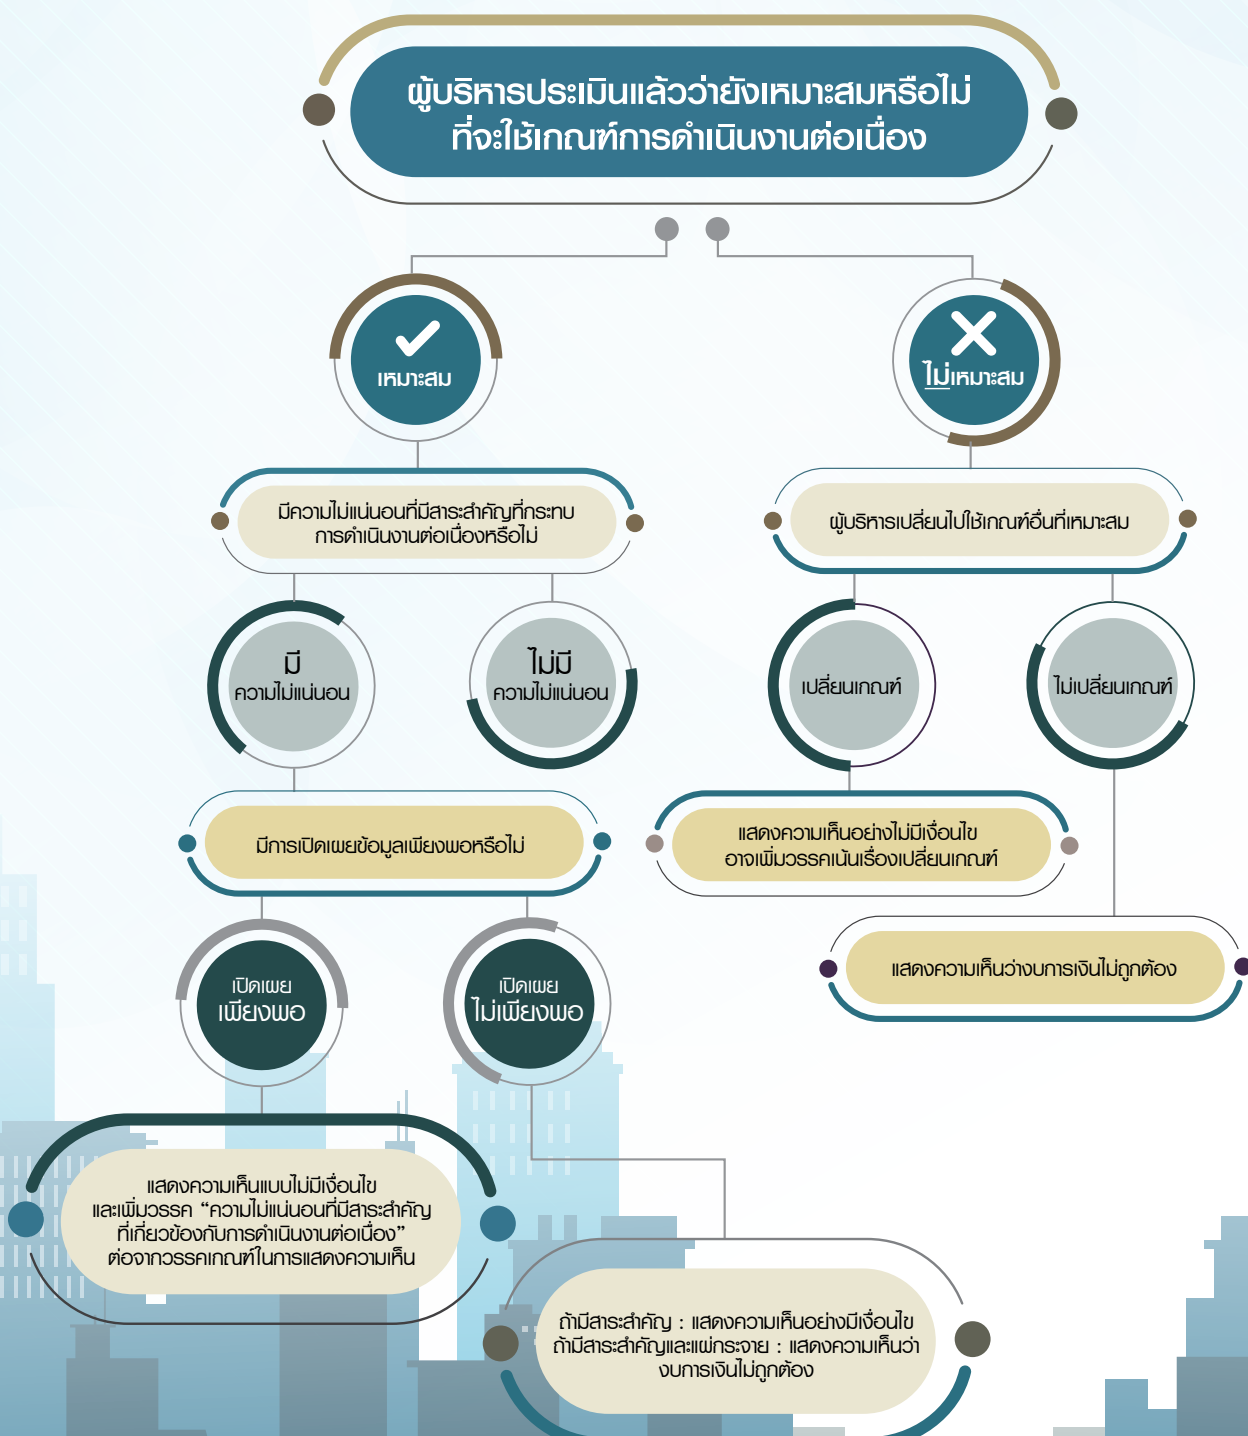 ผู้บริหารประเมินแล้วว่ายังเหมาะสมหรือไม่
ที่จะใช้เกณฑ์การดำเนินงานต่อเนื่อง
เหมาะสม
ไม่เหมาะสม
มีความไม่แน่นอนที่มีสาระสำคัญที่กระทบ
การดำเนินงานต่อเนื่องหรือไม่
ผู้บริหารเปลี่ยนไปใช้เกณฑ์อื่นที่เหมาะสม
มี
ความไม่แน่นอน
ไม่มี
ความไม่แน่นอน
เปลี่ยนเกณฑ์
ไม่เปลี่ยนเกณฑ์
มีการเปิดเผยข้อมูลเพียงพอหรือไม่
แสดงความเห็นอย่างไม่มีเงื่อนไข
อาจเพิ่มวรรคเน้นเรื่องเปลี่ยนเกณฑ์
แสดงความเห็นว่างบการเงินไม่ถูกต้อง
เปิดเผย
เพียงพอ
เปิดเผย
ไม่เพียงพอ
แสดงความเห็นแบบไม่มีเงื่อนไข
และเพิ่มวรรค “ความไม่แน่นอนที่มีสาระสำคัญ
ที่เกี่ยวข้องกับการดำเนินงานต่อเนื่อง”
ต่อจากวรรคเกณฑ์ในการแสดงความเห็น
ถ้ามีสาระสำคัญ : แสดงความเห็นอย่างมีเงื่อนไข
ถ้ามีสาระสำคัญและแผ่กระจาย : แสดงความเห็นว่า
งบการเงินไม่ถูกต้อง